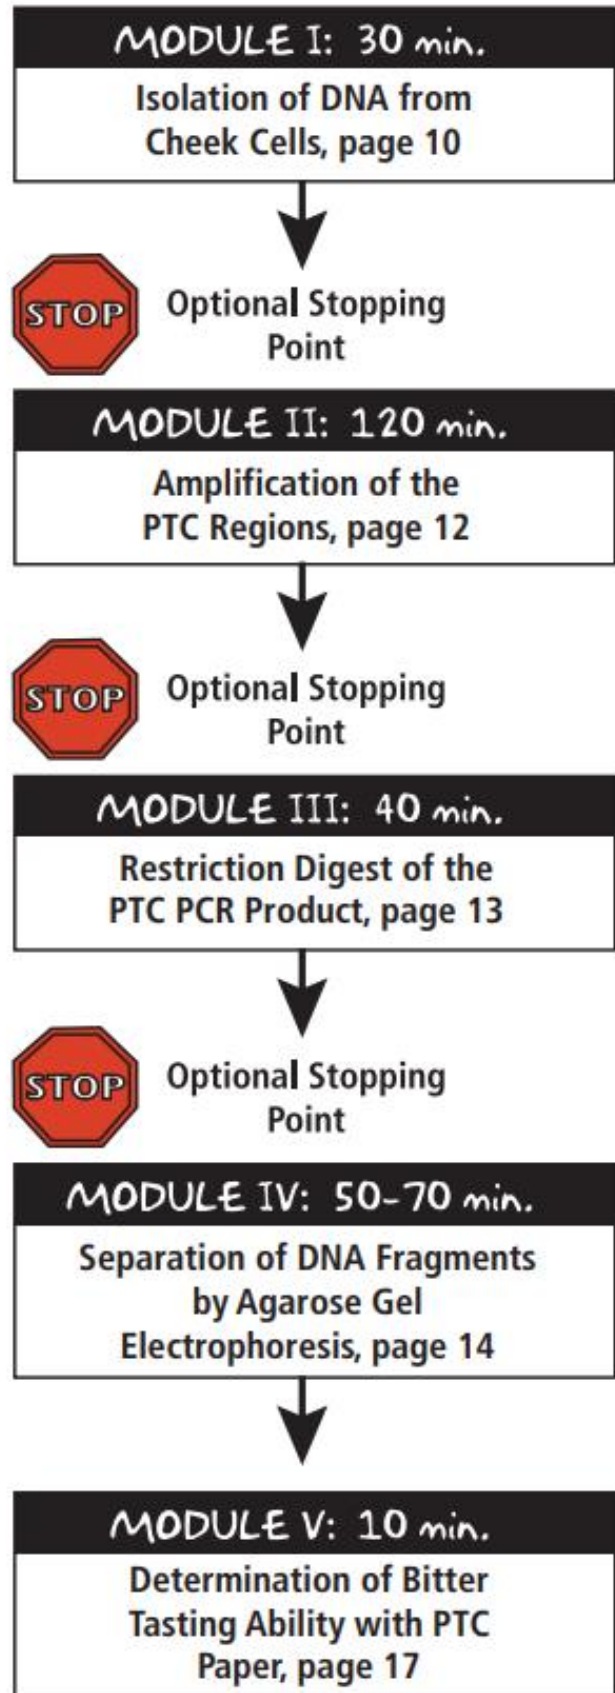 MODULE I: 30 min.
Isolation of DNA from
Cheek Cells, page 10
STOP
Optional Stopping
Point
MODULE II: 120 min.
Amplification of the
PTC Regions, page 12
STOP
Optional Stopping
Point
MODULE III: 40 min.
Restriction Digest of the
PTC PCR Product, page 13
STOP
Optional Stopping
Point
MODULE IV: 50-70 min.
Separation of DNA Fragments
by Agarose Gel
Electrophoresis, page 14
MODULE V: 10 min.
Determination of Bitter
Tasting Ability with PTC
Paper, page 17